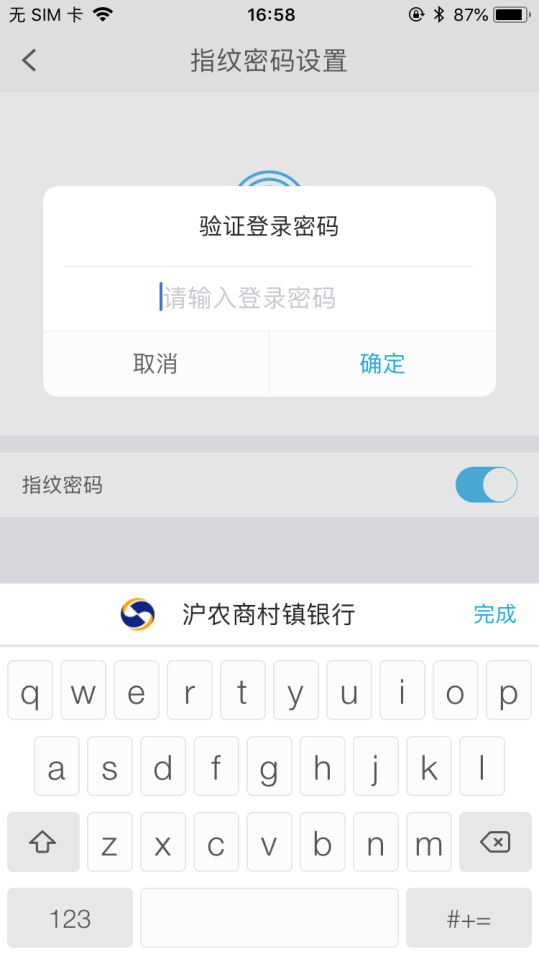 无 SIM 卡 16:58 87%
指纹密码设置
验证登录密码
请输入登录密码
取消 确定
指纹密码
沪农商村镇银行 完成
q w e r t y u i o p
a s d f g h j k l
z x c v b n m
123 #+=